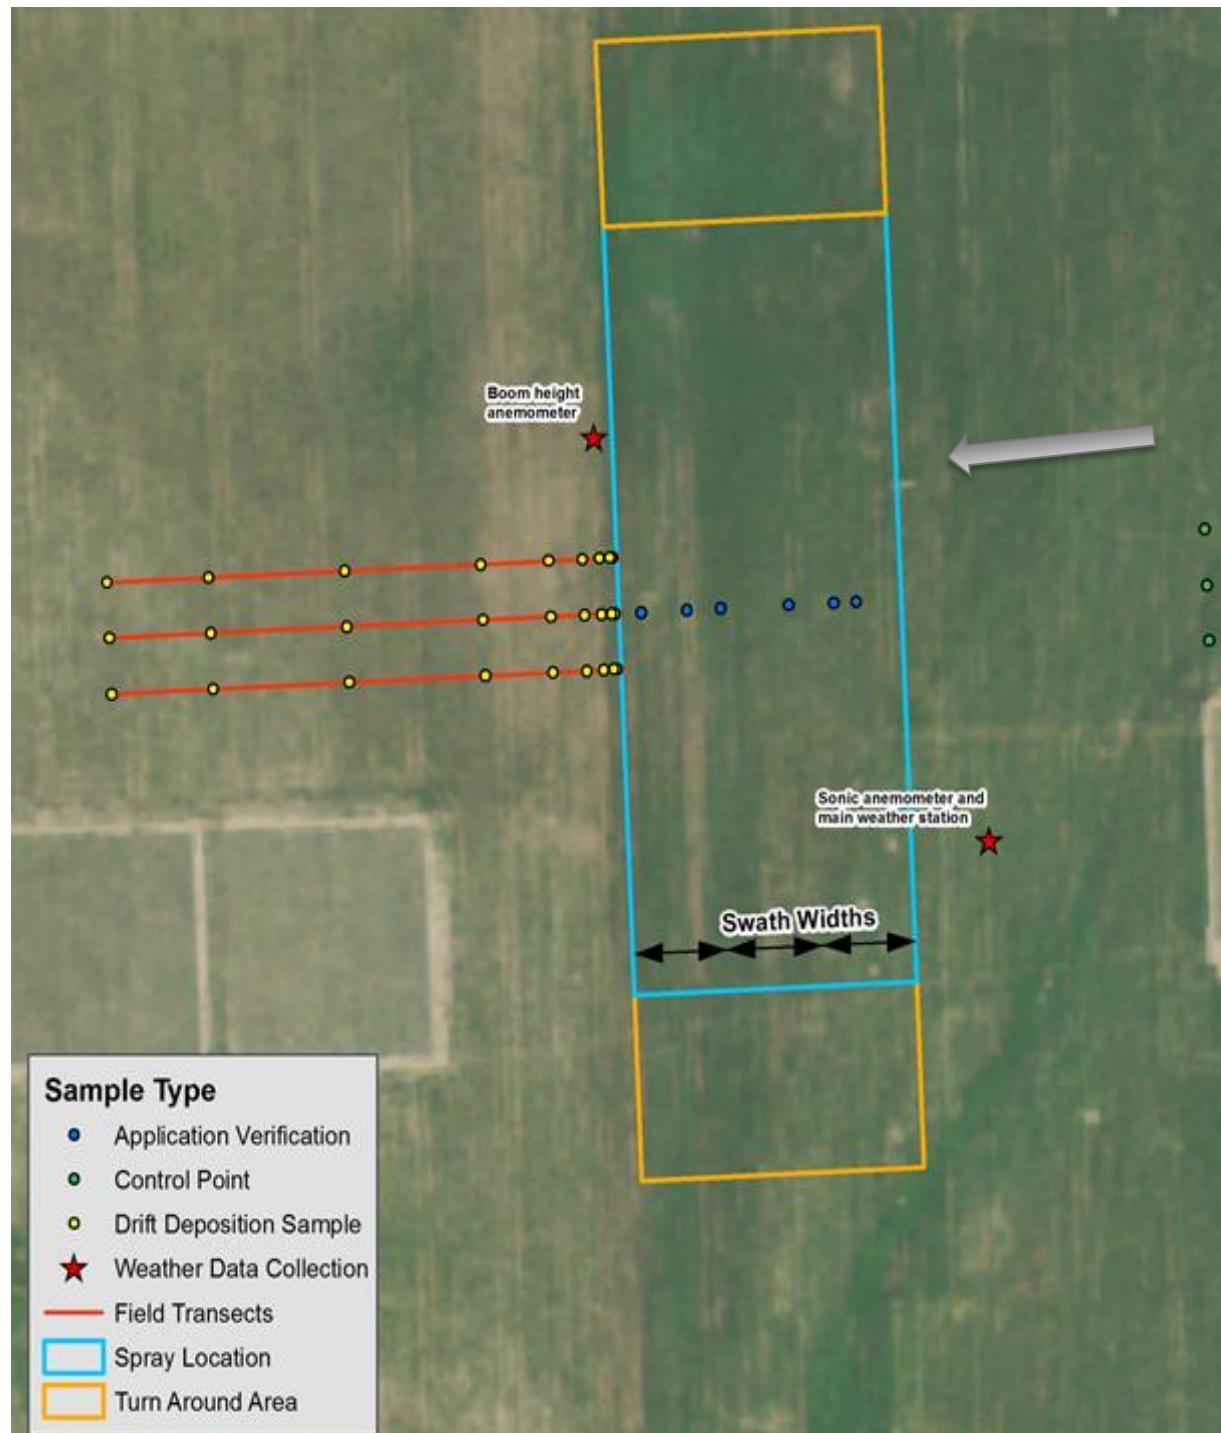 Boom height
anemometer
Sonic anemometer and
main weather station
Swath Widths
Sample Type
Application Verification
Control Point
Drift Deposition Sample
Weather Data Collection
Field Transects
Spray Location
Turn Around Area